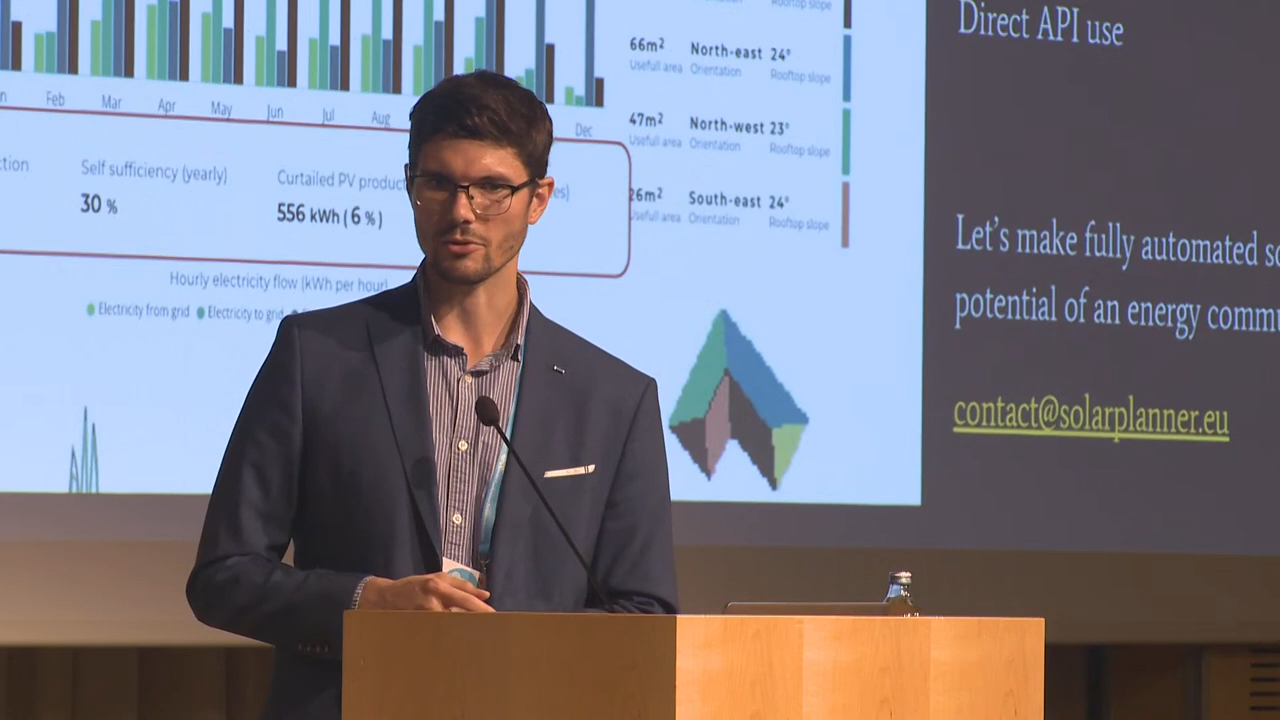 Feb Mar Apr May Jun Jul Aug Dec
Self sufficiency (yearly)
30 %
Curtailed PV
556 kWh ( 6 % )
Hourly electricity flow (kWh per hour)
Electricity from grid Electricity to grid
Rooftop slope
66m² North-east 24°
Usefull area Orientation Rooftop slope
47m² North-west 23°
Usefull area Orientation Rooftop slope
26m² South-east 24°
Usefull area Orientation Rooftop slope
Direct API use
Let's make fully automated
potential of an energy
contact@solarplanner.eu